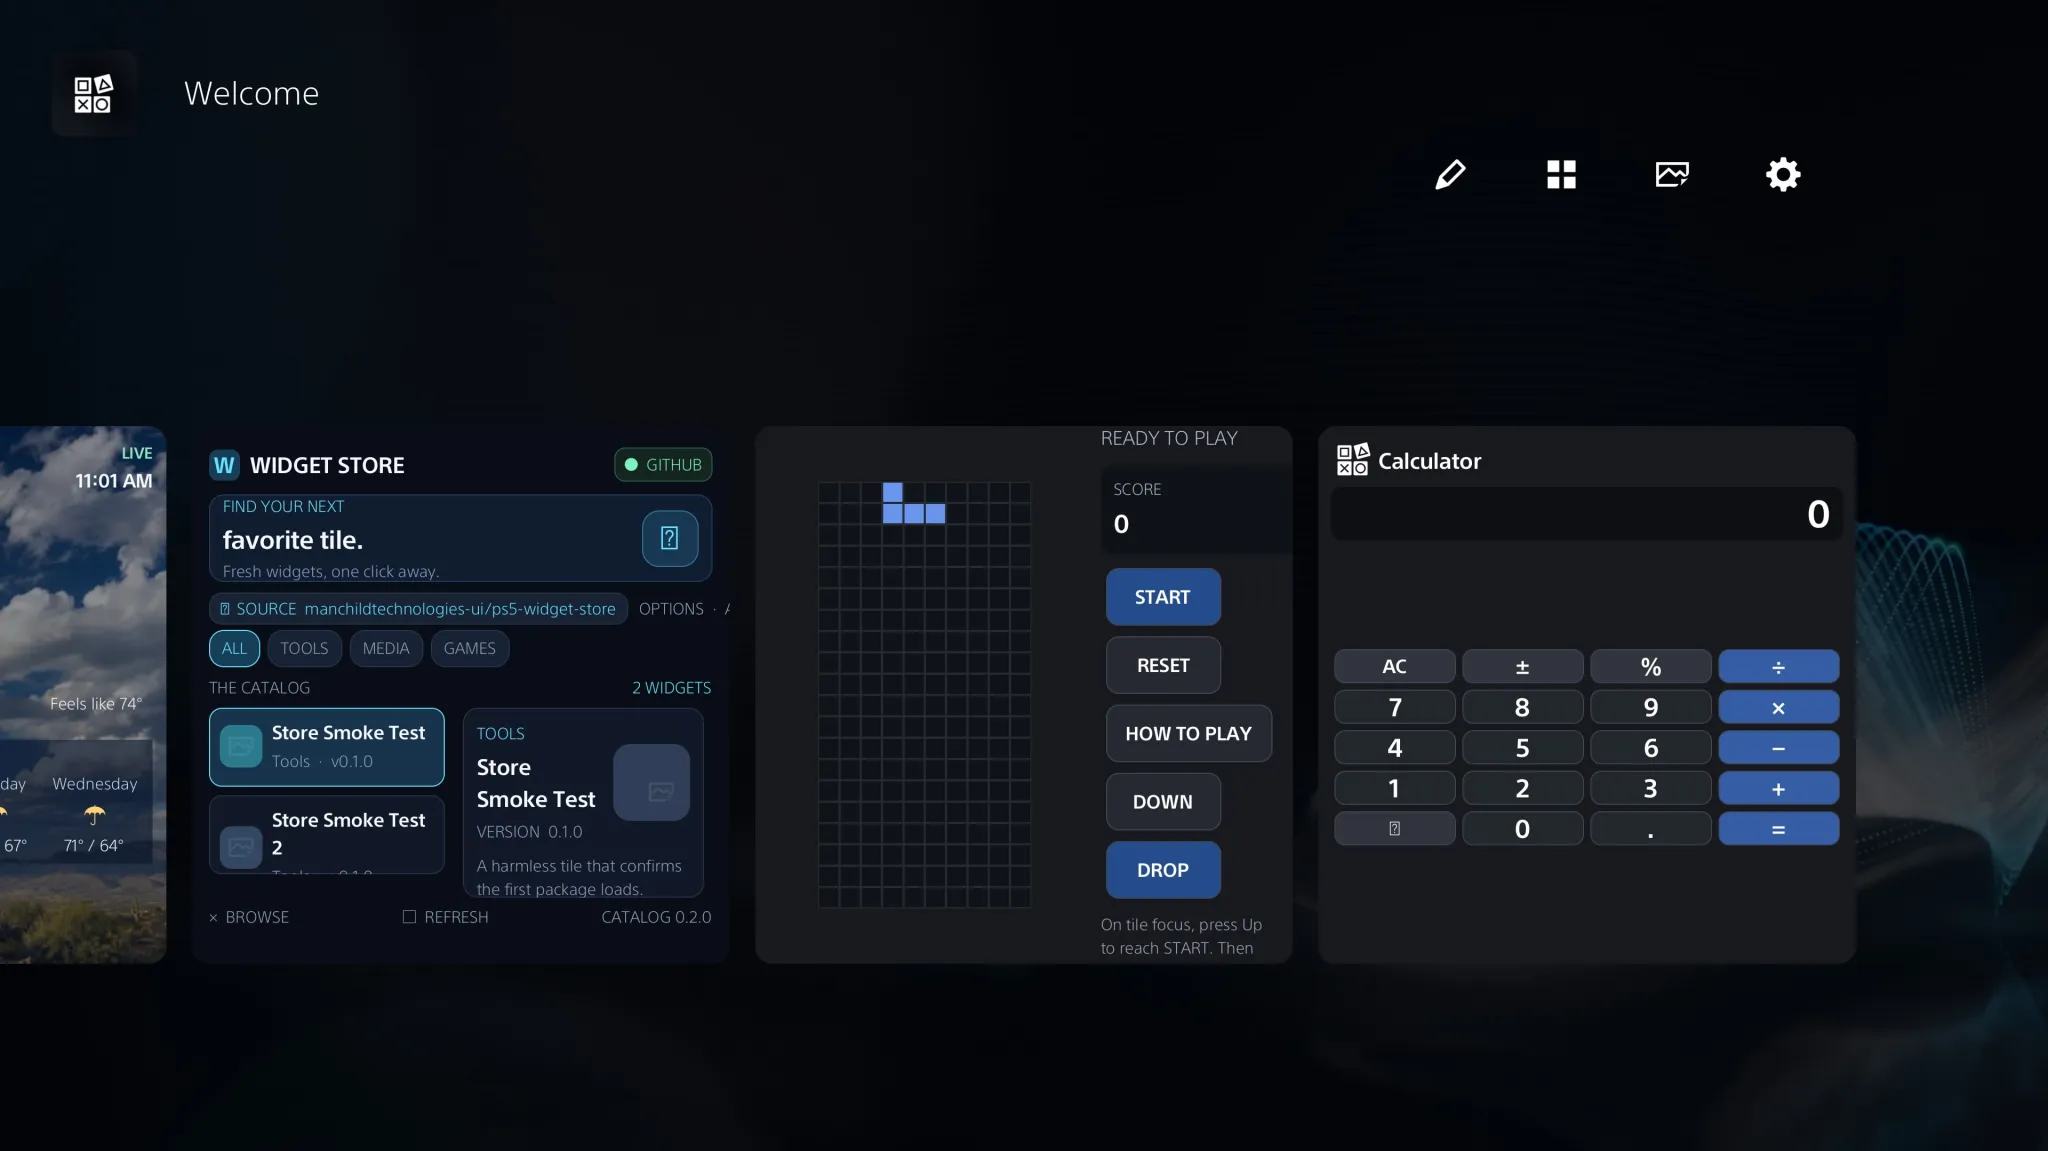 Welcome
LIVE
11:01 AM
Feels like 74°
day Wednesday
67° 71° / 64°
W WIDGET STORE
GITHUB
FIND YOUR NEXT
favorite tile.
Fresh widgets, one click away.
SOURCE manchildtechnologies-ui/ps5-widget-store OPTIONS ·
ALL TOOLS MEDIA GAMES
THE CATALOG 2 WIDGETS
Store Smoke Test
Tools · v0.1.0
Store Smoke Test
2
TOOLS
Store
Smoke Test
VERSION 0.1.0
A harmless tile that confirms
the first package loads.
× BROWSE □ REFRESH CATALOG 0.2.0
READY TO PLAY
SCORE
0
START
RESET
HOW TO PLAY
DOWN
DROP
On tile focus, press Up
to reach START. Then
Calculator
0
AC ± % ÷
7 8 9 ×
4 5 6 −
1 2 3 +
0 . =